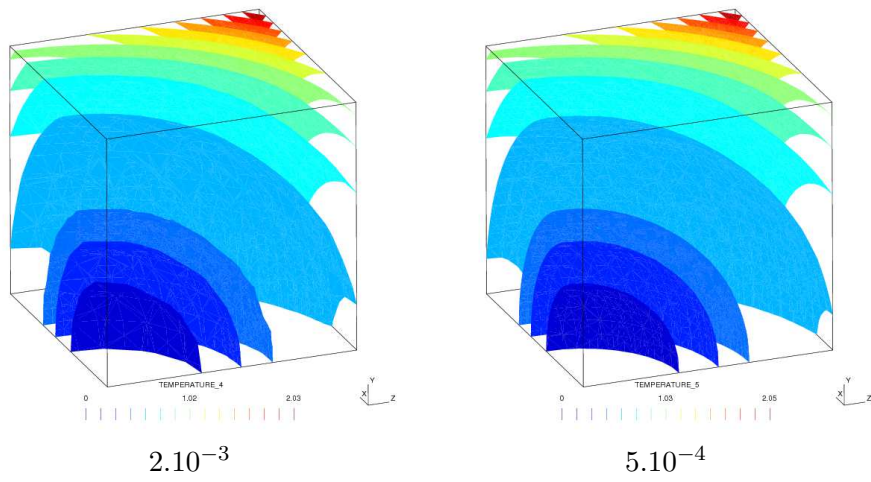 TEMPERATURE_4
0 1.02 2.03
Y
X Z
2.10⁻³
TEMPERATURE_5
0 1.03 2.05
Y
X Z
5.10⁻⁴